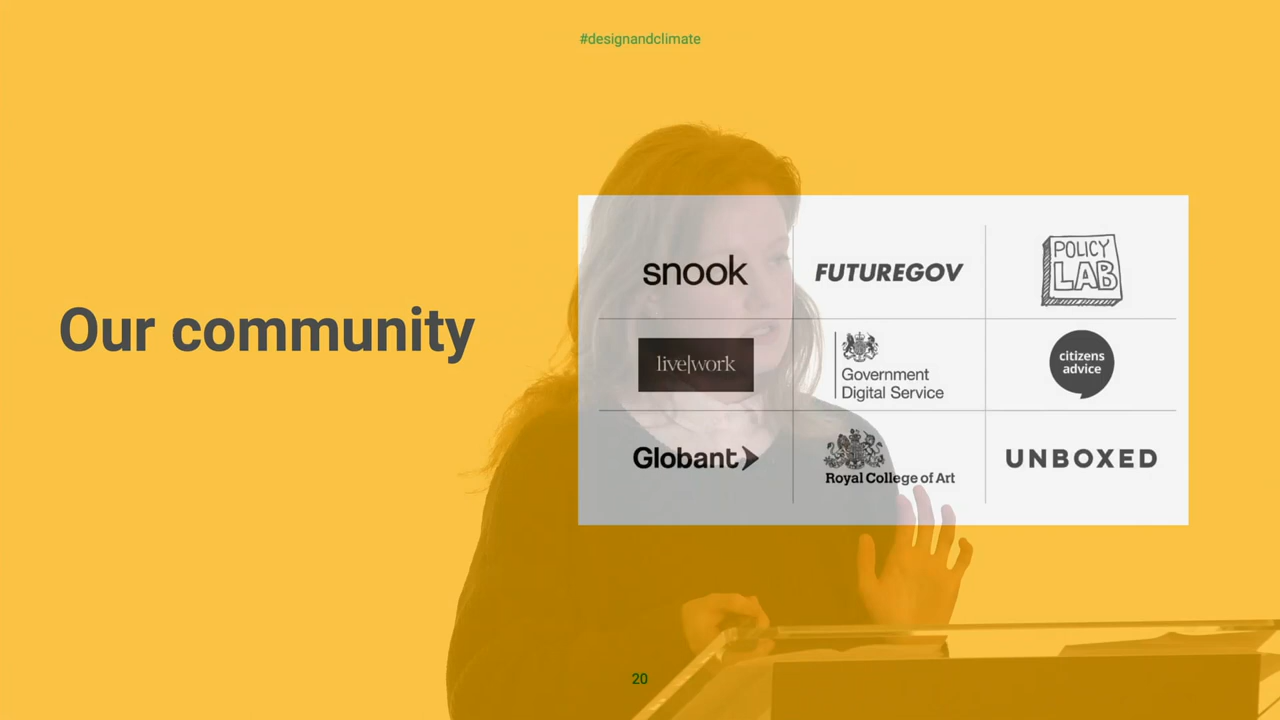 #designandclimate
Our community
snook
FUTUREGOV
POLICY
LAB
live|work
Government
Digital Service
citizens
advice
Globant
Royal College of Art
UNBOXED
20